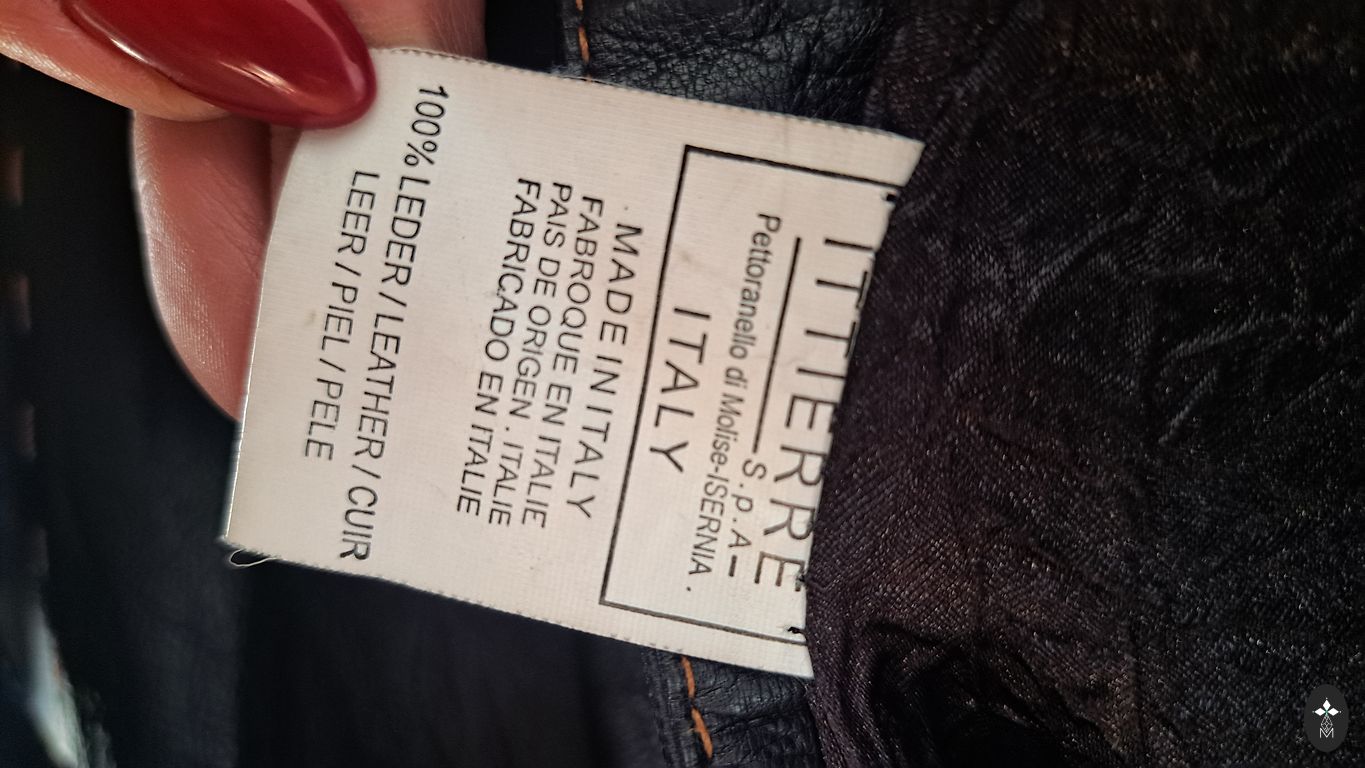 ITTIERRE
S.p.A
Pettoranello di Molise-ISERNIA.
ITALY
MADE IN ITALY
FABROQUE EN ITALIE
PAIS DE ORIGEN . ITALIE
FABRICADO EN ITALIE
100% LEDER / LEATHER / CUIR
LEER / PIEL / PELE
M